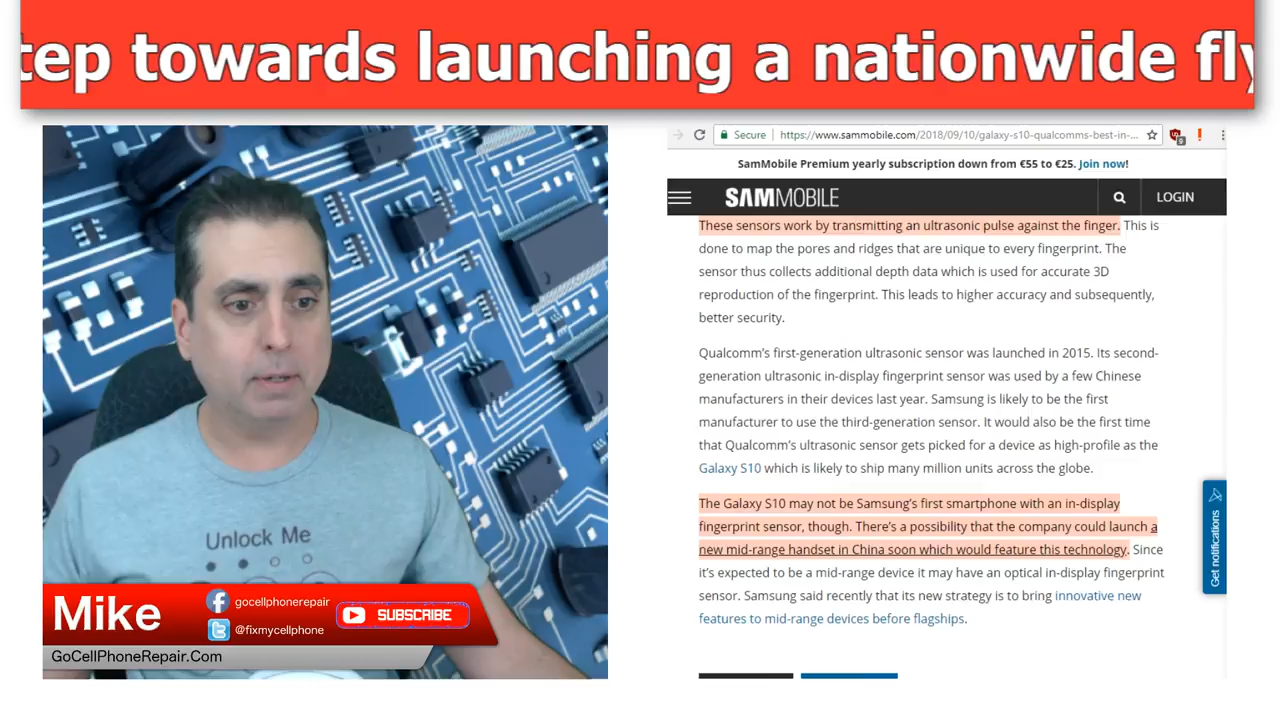 tep towards launching a nationwide fly
Secure https://www.sammobile.com/2018/09/10/galaxy-s10-qualcomms-best-in-...
9
SamMobile Premium yearly subscription down from €55 to €25. Join now!
SAMMOBILE
LOGIN
These sensors work by transmitting an ultrasonic pulse against the finger. This is
done to map the pores and ridges that are unique to every fingerprint. The
sensor thus collects additional depth data which is used for accurate 3D
reproduction of the fingerprint. This leads to higher accuracy and subsequently,
better security.
Qualcomm's first-generation ultrasonic sensor was launched in 2015. Its second-
generation ultrasonic in-display fingerprint sensor was used by a few Chinese
manufacturers in their devices last year. Samsung is likely to be the first
manufacturer to use the third-generation sensor. It would also be the first time
that Qualcomm's ultrasonic sensor gets picked for a device as high-profile as the
Galaxy S10 which is likely to ship many million units across the globe.
The Galaxy S10 may not be Samsung's first smartphone with an in-display
fingerprint sensor, though. There's a possibility that the company could launch a
new mid-range handset in China soon which would feature this technology. Since
it's expected to be a mid-range device it may have an optical in-display fingerprint
sensor. Samsung said recently that its new strategy is to bring innovative new
features to mid-range devices before flagships.
Get notifications
Unlock Me
Mike
gocellphonerepair
@fixmycellphone
SUBSCRIBE
GoCellPhoneRepair.Com